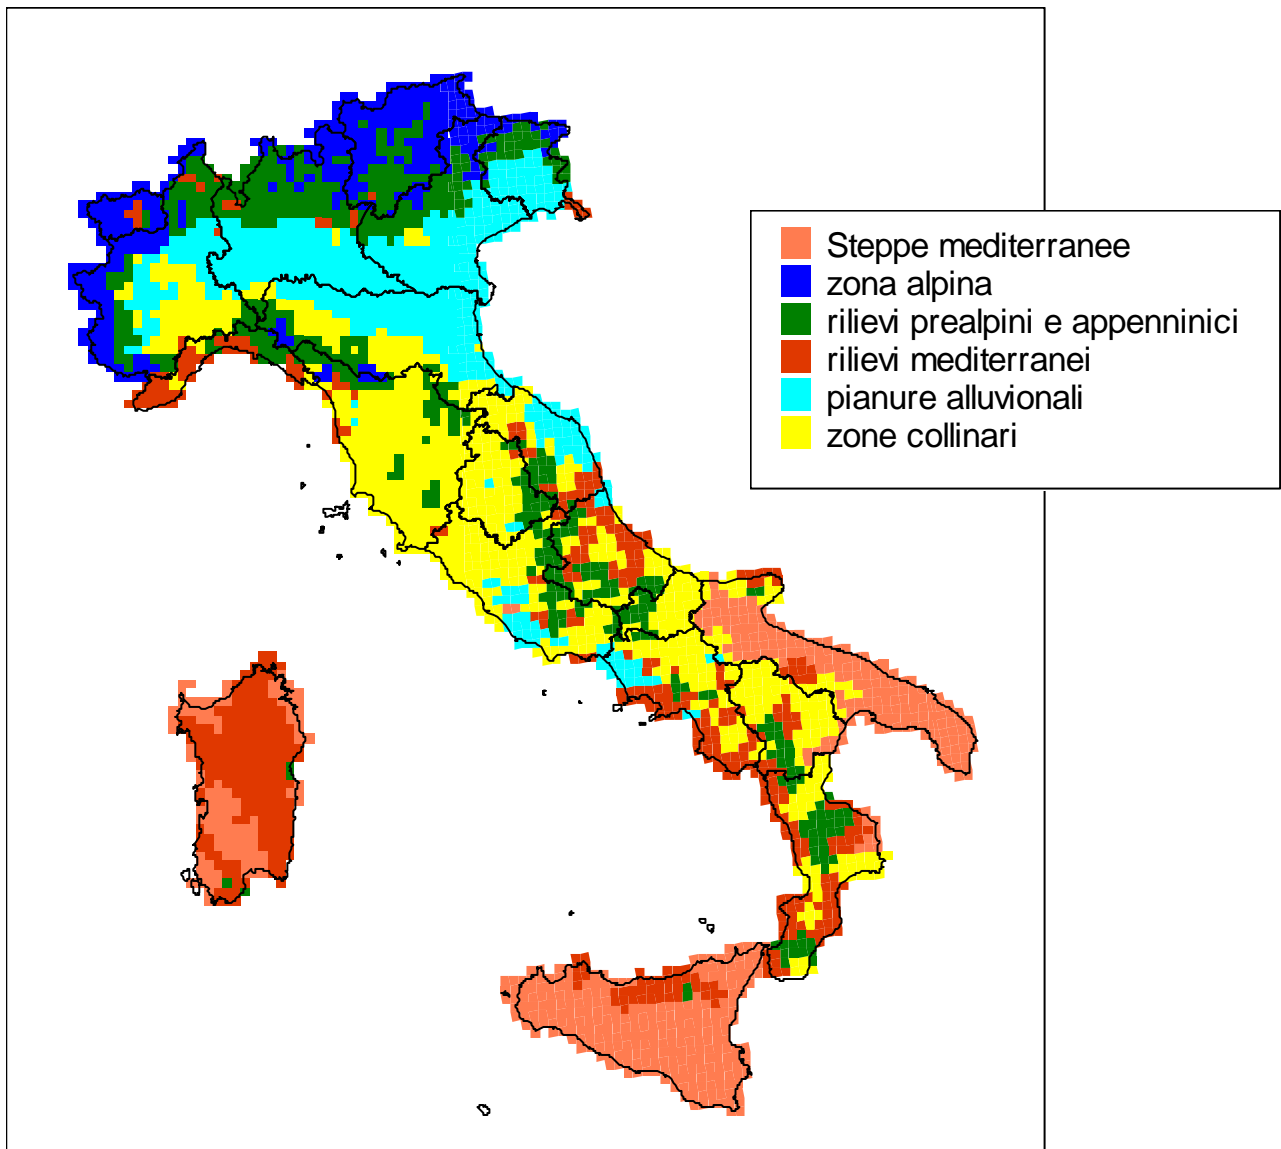 Steppe mediterranee
zona alpina
rilievi prealpini e appenninici
rilievi mediterranei
pianure alluvionali
zone collinari